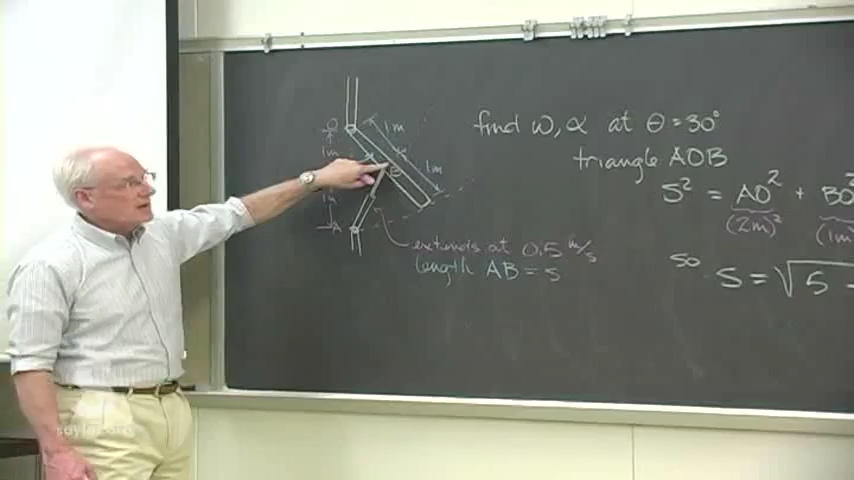 find ω, α at θ = 30°
triangle AOB
S² = AO² + BO²
(2m)² (1m)
so S = √5
O
1m
1m
1m
B
1m
A
extends at 0.5 m/s
length AB = s